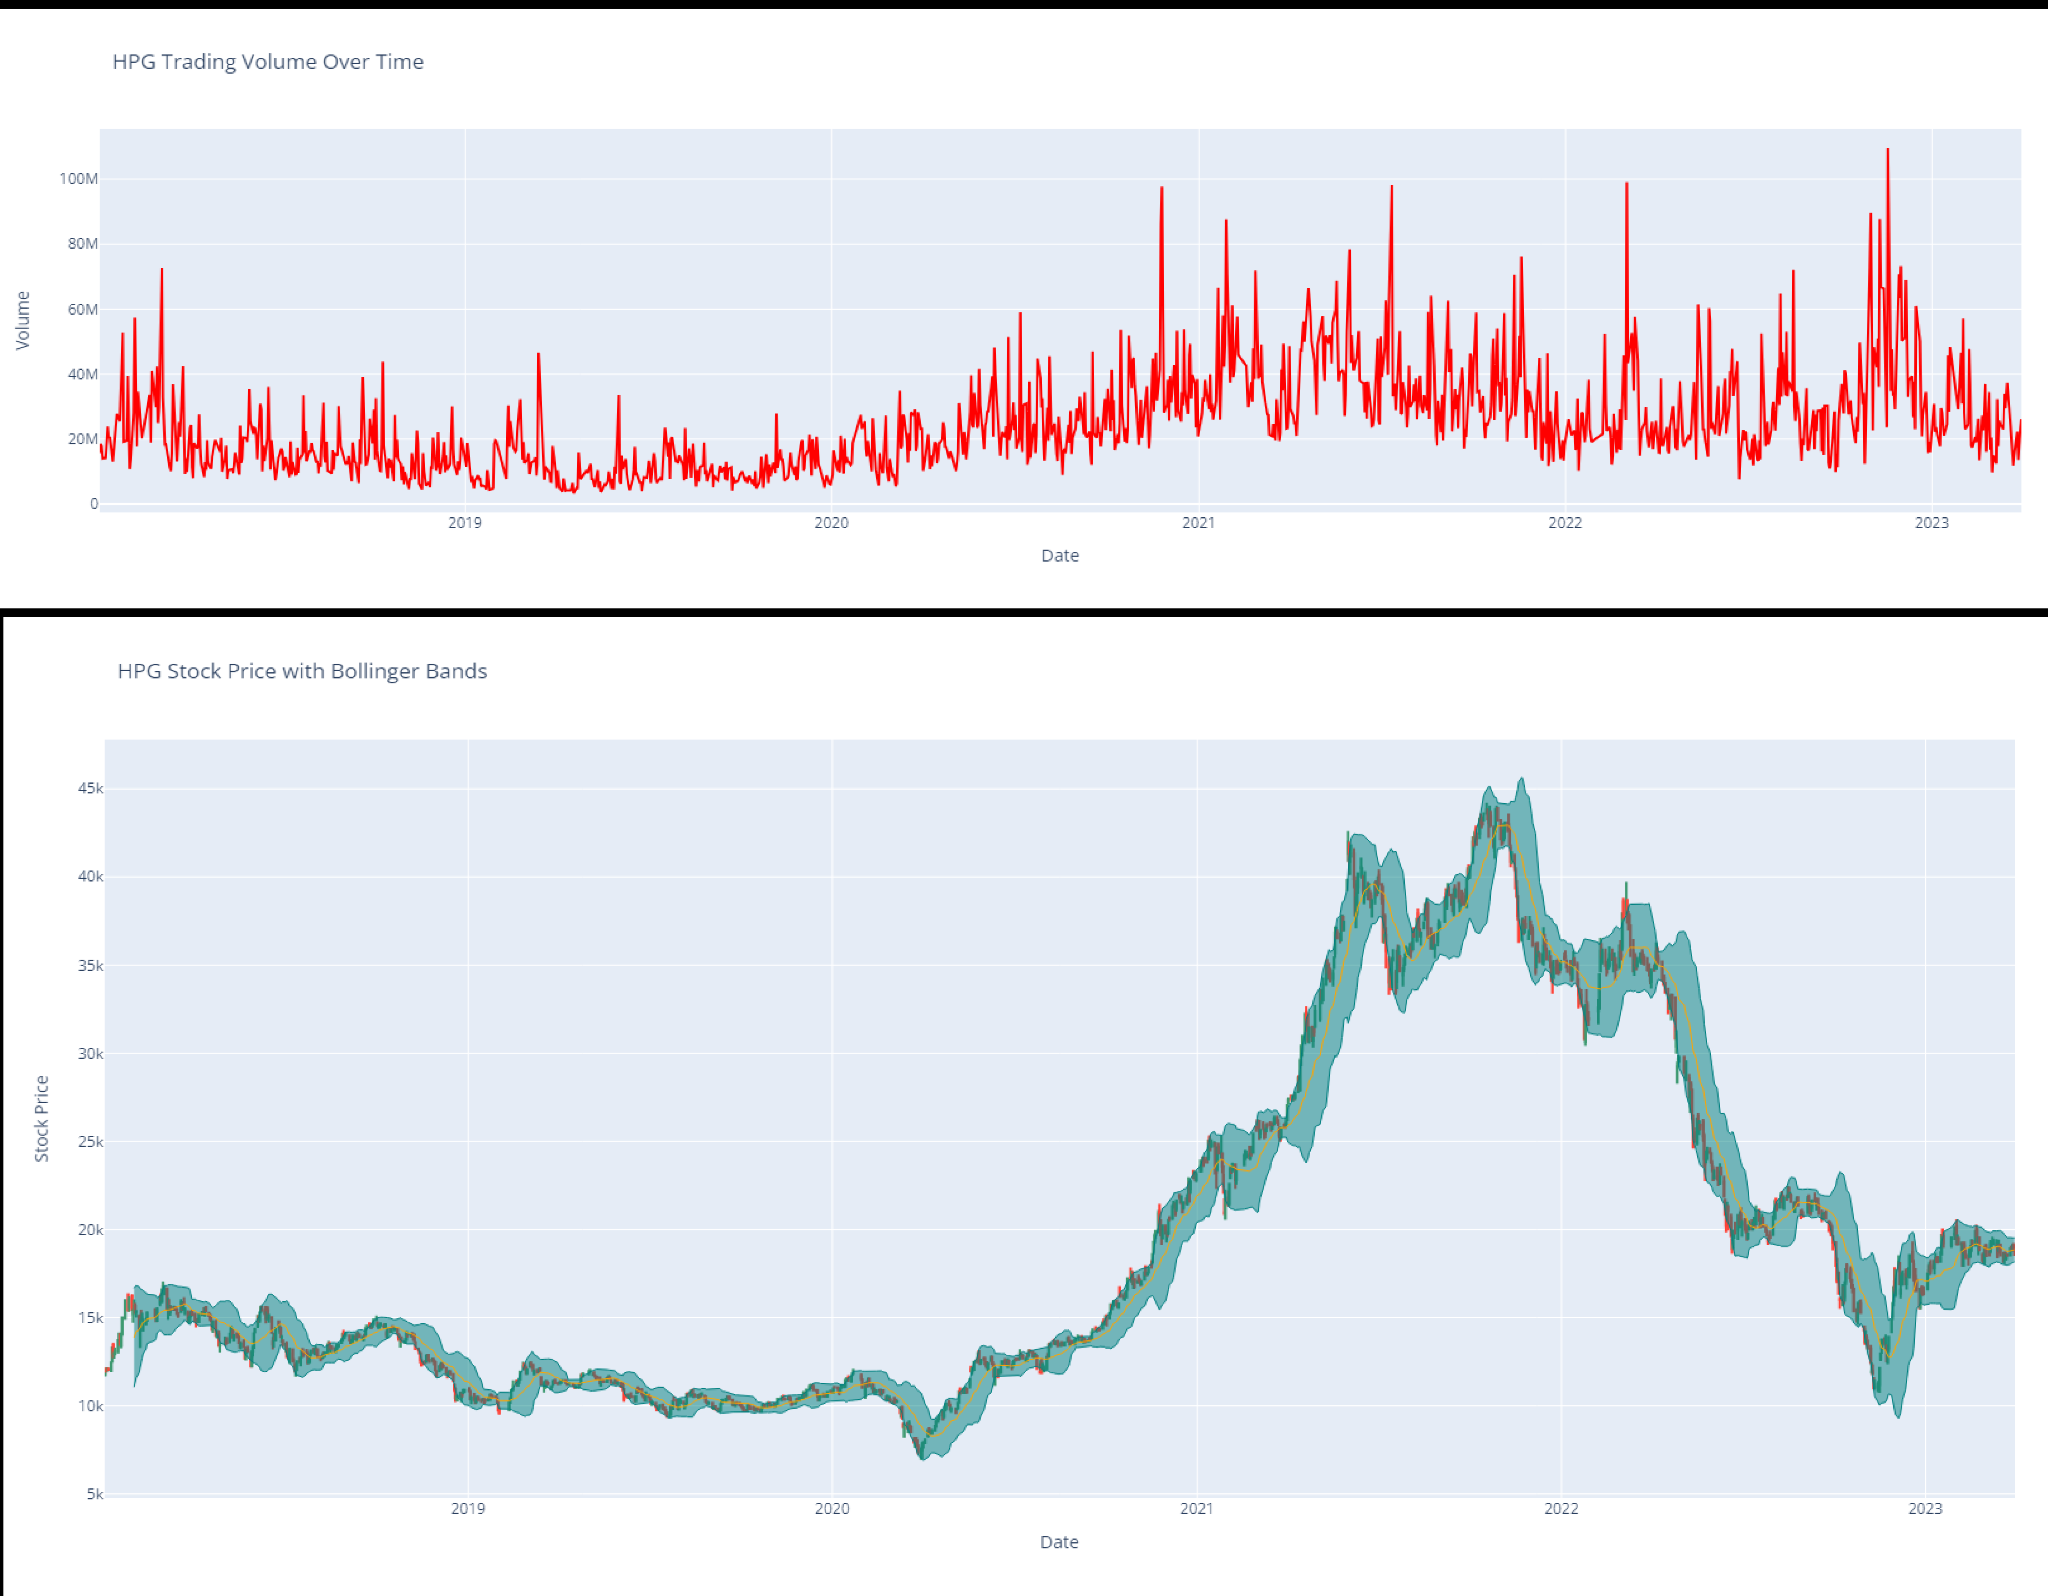 HPG Trading Volume Over Time
100M
80M
60M
40M
20M
0
Volume
2019 2020 2021 2022 2023
Date
HPG Stock Price with Bollinger Bands
45k
40k
35k
30k
25k
20k
15k
10k
5k
Stock Price
2019 2020 2021 2022 2023
Date